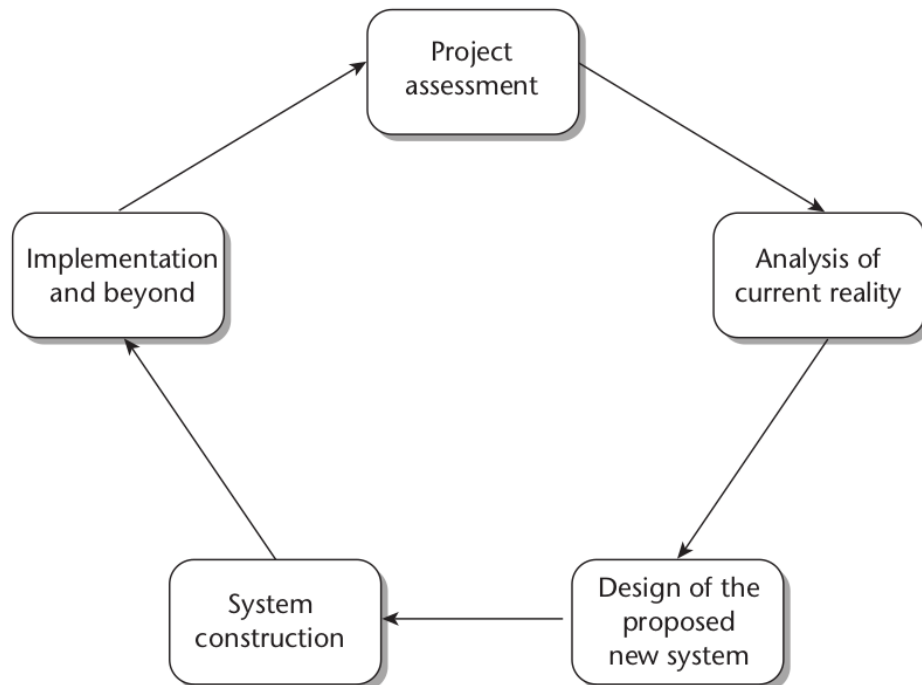 Project
assessment
Analysis of
current reality
Design of the
proposed
new system
System
construction
Implementation
and beyond